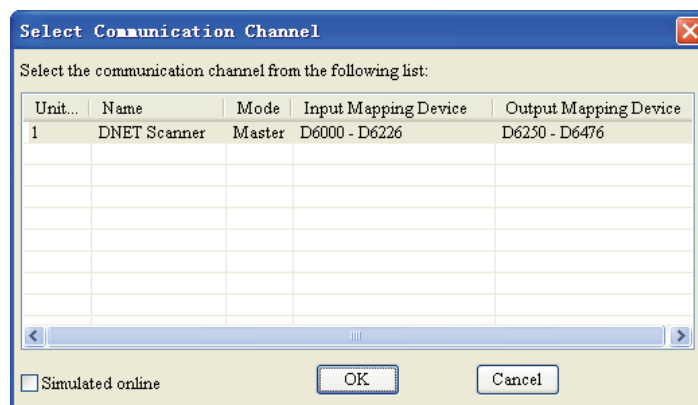 Select Communication Channel
Select the communication channel from the following list:
Unit... Name Mode Input Mapping Device Output Mapping Device
1 DNET Scanner Master D6000 - D6226 D6250 - D6476
Simulated online OK Cancel